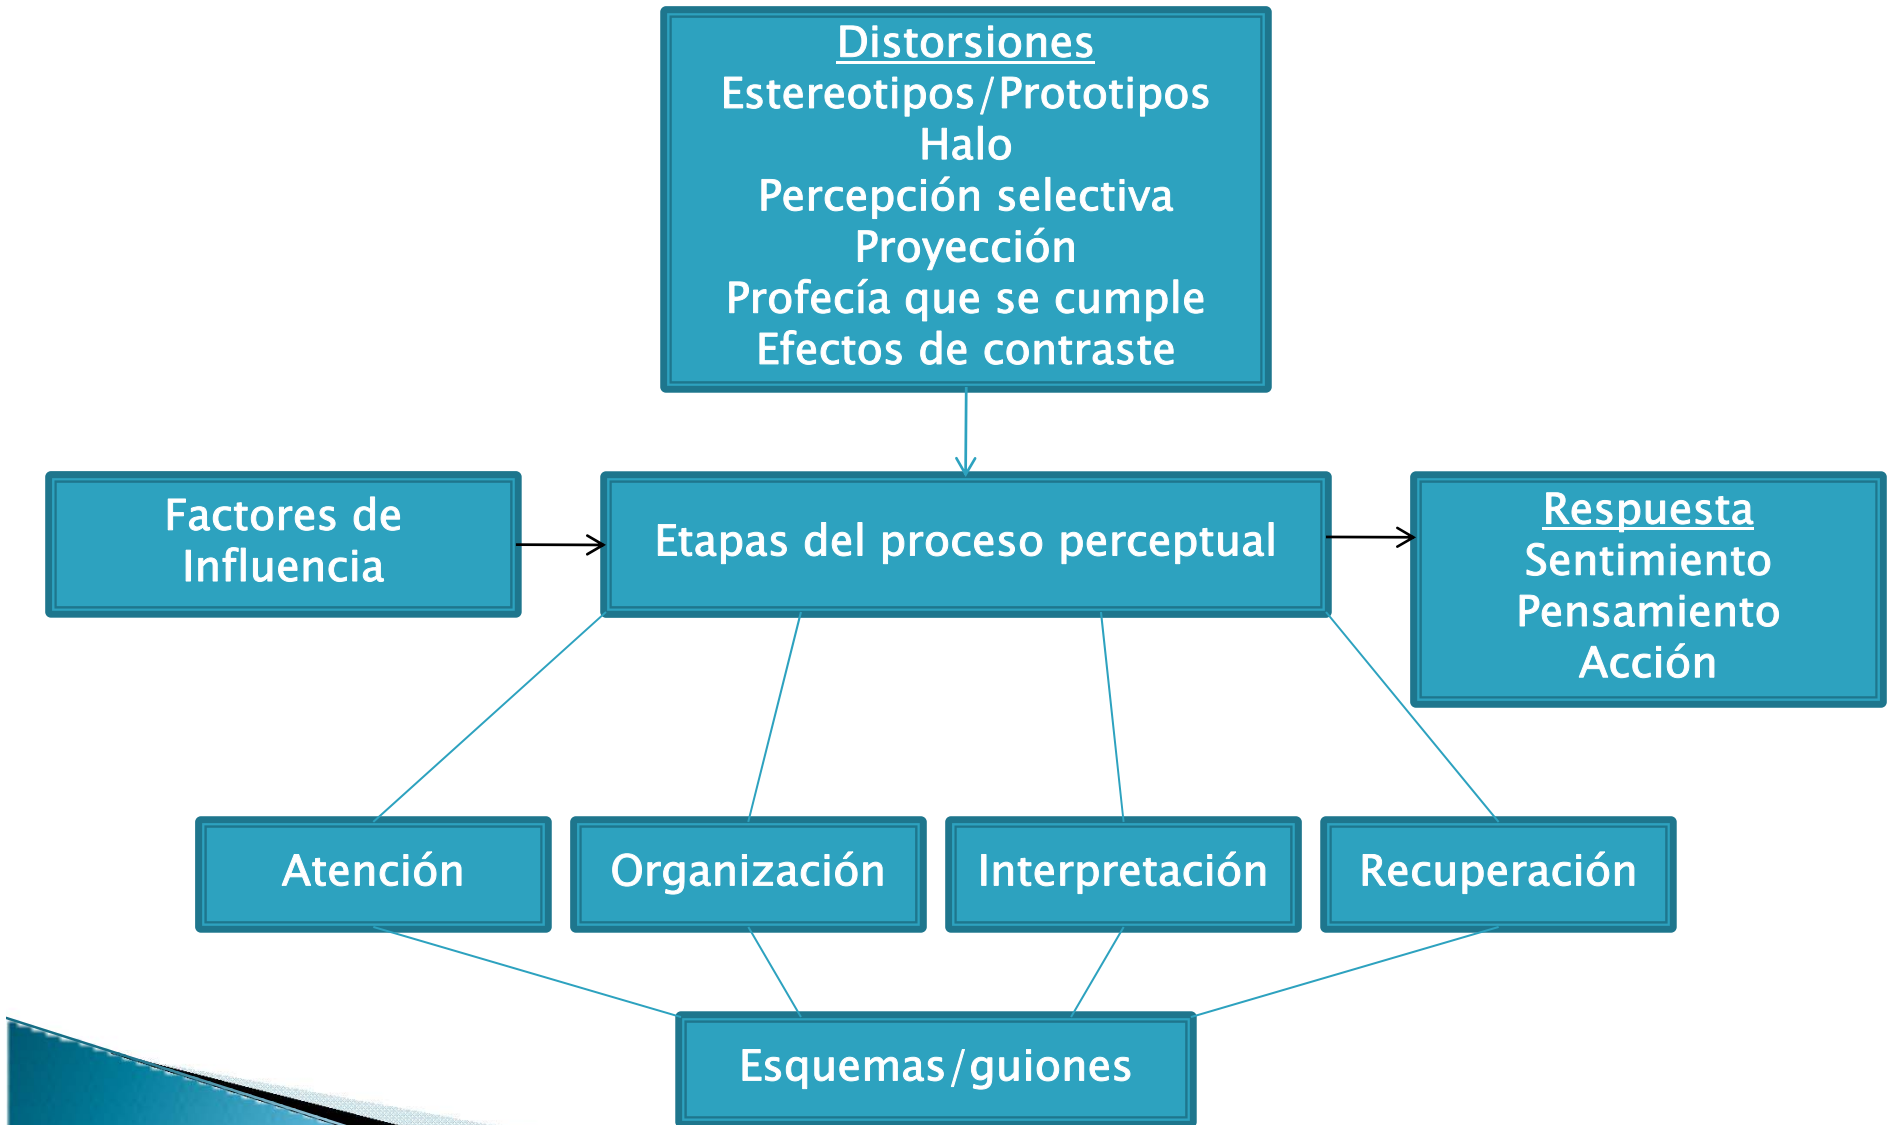 Distorsiones
Estereotipos/Prototipos
Halo
Percepción selectiva
Proyección
Profecía que se cumple
Efectos de contraste
Factores de
Influencia
Etapas del proceso perceptual
Respuesta
Sentimiento
Pensamiento
Acción
Atención
Organización
Interpretación
Recuperación
Esquemas/guiones